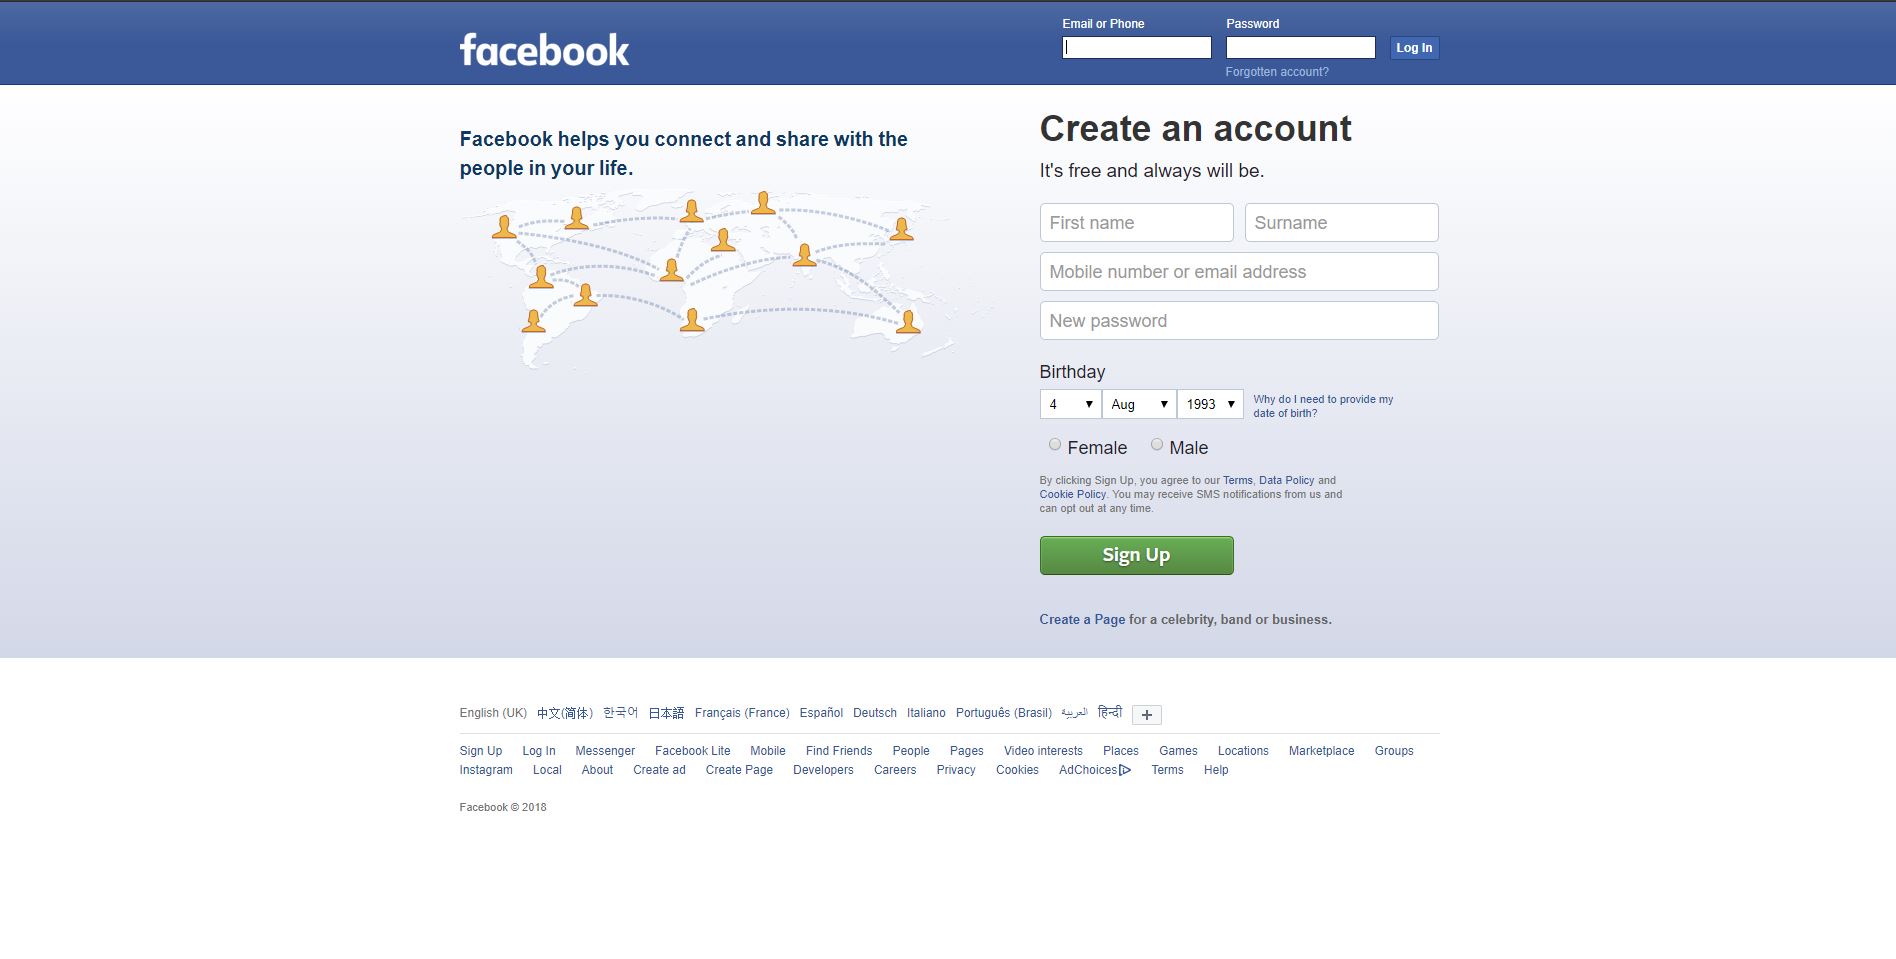 Email or Phone
Password
facebook
Log In
Forgotten account?
Facebook helps you connect and share with the
people in your life.
Create an account
It's free and always will be.
First name
Surname
Mobile number or email address
New password
Birthday
4 Aug 1993
Why do I need to provide my
date of birth?
Female Male
By clicking Sign Up, you agree to our Terms, Data Policy and
Cookie Policy. You may receive SMS notifications from us and
can opt out at any time.
Sign Up
Create a Page for a celebrity, band or business.
English (UK) 中文(简体) 한국어 日本語 Français (France) Español Deutsch Italiano Português (Brasil) العربية हिन्दी +
Sign Up Log In Messenger Facebook Lite Mobile Find Friends People Pages Video interests Places Games Locations Marketplace Groups
Instagram Local About Create ad Create Page Developers Careers Privacy Cookies AdChoices Terms Help
Facebook © 2018